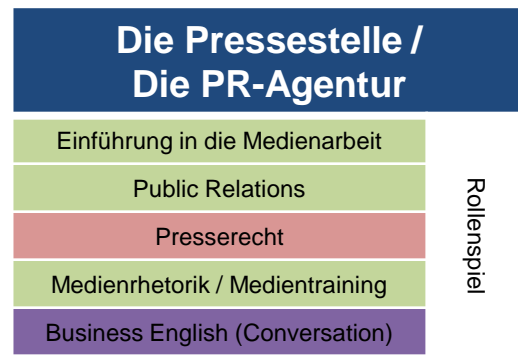 Die Pressestelle /
Die PR-Agentur
Einführung in die Medienarbeit
Public Relations
Presserecht
Medienrhetorik / Medientraining
Business English (Conversation)
Rollenspiel